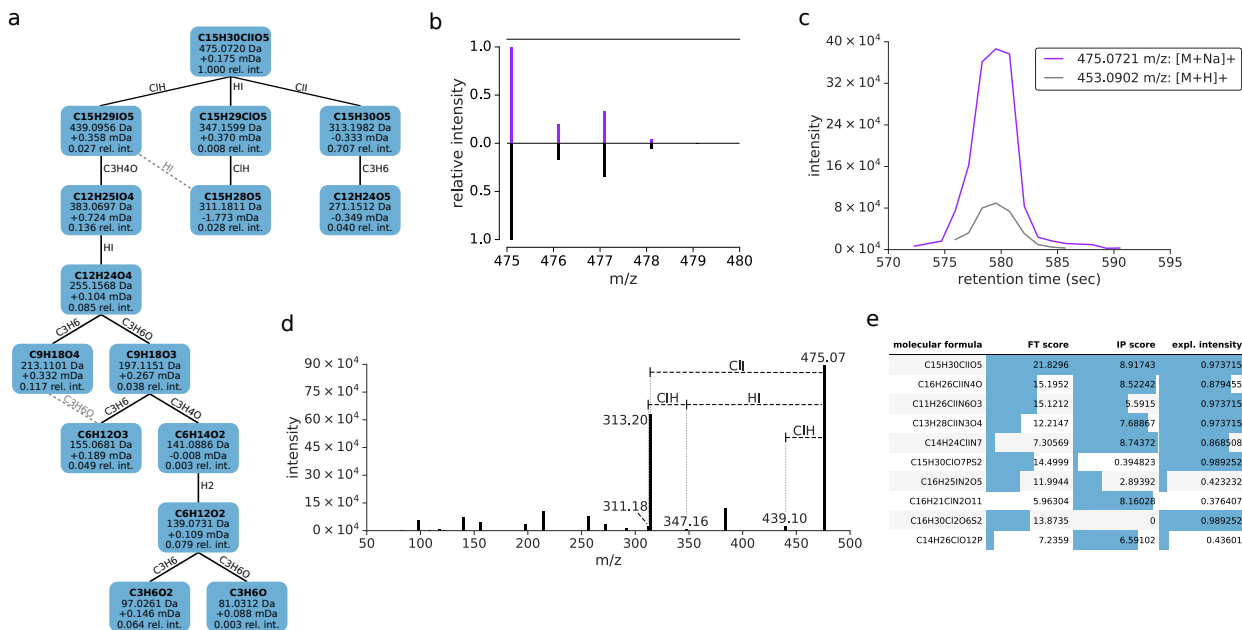 a
C15H30ClIO5
475.0720 Da
+0.175 mDa
1.000 rel. int.
ClH
HI
ClI
C15H29IO5
439.0956 Da
+0.358 mDa
0.027 rel. int.
C15H29ClO5
347.1599 Da
+0.370 mDa
0.008 rel. int.
C15H30O5
313.1982 Da
-0.333 mDa
0.707 rel. int.
C3H4O
HI
ClH
C3H6
C12H25IO4
383.0697 Da
+0.724 mDa
0.136 rel. int.
C15H28O5
311.1811 Da
-1.773 mDa
0.028 rel. int.
C12H24O5
271.1512 Da
-0.349 mDa
0.040 rel. int.
HI
C12H24O4
255.1568 Da
+0.104 mDa
0.085 rel. int.
C3H6
C3H6O
C9H18O4
213.1101 Da
+0.332 mDa
0.117 rel. int.
C9H18O3
197.1151 Da
+0.267 mDa
0.038 rel. int.
C3H6O
C3H6
C3H4O
C6H12O3
155.0681 Da
+0.189 mDa
0.049 rel. int.
C6H14O2
141.0886 Da
-0.008 mDa
0.003 rel. int.
H2
C6H12O2
139.0731 Da
+0.109 mDa
0.079 rel. int.
C3H6
C3H6O
C3H6O2
97.0261 Da
+0.146 mDa
0.064 rel. int.
C3H6O
81.0312 Da
+0.088 mDa
0.003 rel. int.
b
relative intensity
1.0
0.5
0.0
0.5
1.0
475 476 477 478 479 480
m/z
c
intensity
40 × 10⁴
32 × 10⁴
24 × 10⁴
16 × 10⁴
8 × 10⁴
0 × 10⁴
570 575 580 585 590 595
retention time (sec)
475.0721 m/z: [M+Na]+
453.0902 m/z: [M+H]+
d
intensity
90 × 10⁴
75 × 10⁴
60 × 10⁴
45 × 10⁴
30 × 10⁴
15 × 10⁴
0 × 10⁴
475.07
ClI
ClH
HI
313.20
ClH
311.18
347.16
439.10
50 100 150 200 250 300 350 400 450 500
m/z
e
molecular formula FT score IP score expl. intensity
C15H30ClIO5 21.8296 8.91743 0.973715
C16H26ClIN4O 15.1952 8.52242 0.879455
C11H26ClIN6O3 15.1212 5.5915 0.973715
C13H28ClIN3O4 12.2147 7.68867 0.973715
C14H24ClIN7 7.30569 8.74372 0.868508
C15H30ClO7PS2 14.4999 0.394823 0.989252
C16H25IN2O5 11.9944 2.89392 0.423232
C16H21ClN2O11 5.96304 8.16028 0.376407
C16H30Cl2O6S2 13.8735 0 0.989252
C14H26ClO12P 7.2359 6.59102 0.43601